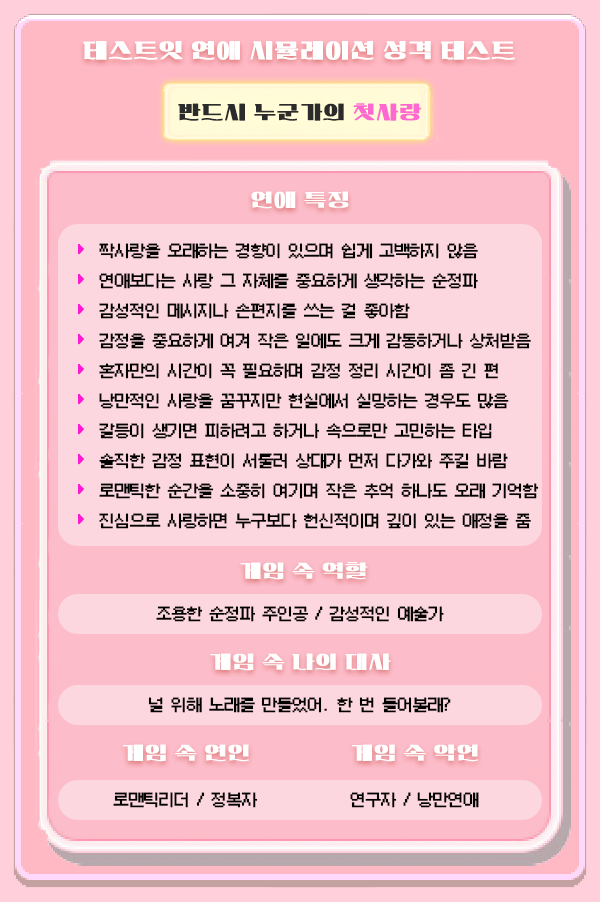 테스트잇 연애 시뮬레이션 성격 테스트
반드시 누군가의 첫사랑
연애 특징
짝사랑을 오래하는 경향이 있으며 쉽게 고백하지 않음
연애보다는 사랑 그 자체를 중요하게 생각하는 순정파
감성적인 메시지나 손편지를 쓰는 걸 좋아함
감정을 중요하게 여겨 작은 일에도 크게 감동하거나 상처받음
혼자만의 시간이 꼭 필요하며 감정 정리 시간이 좀 긴 편
낭만적인 사랑을 꿈꾸지만 현실에서 실망하는 경우도 많음
갈등이 생기면 피하려고 하거나 속으로만 고민하는 타입
솔직한 감정 표현이 서툴러 상대가 먼저 다가와 주길 바람
로맨틱한 순간을 소중히 여기며 작은 추억 하나도 오래 기억함
진심으로 사랑하면 누구보다 헌신적이며 깊이 있는 애정을 줌
게임 속 역할
조용한 순정파 주인공 / 감성적인 예술가
게임 속 나의 대사
널 위해 노래를 만들었어. 한 번 들어볼래?
게임 속 연인 게임 속 악연
로맨틱리더 / 정복자 연구자 / 낭만연애